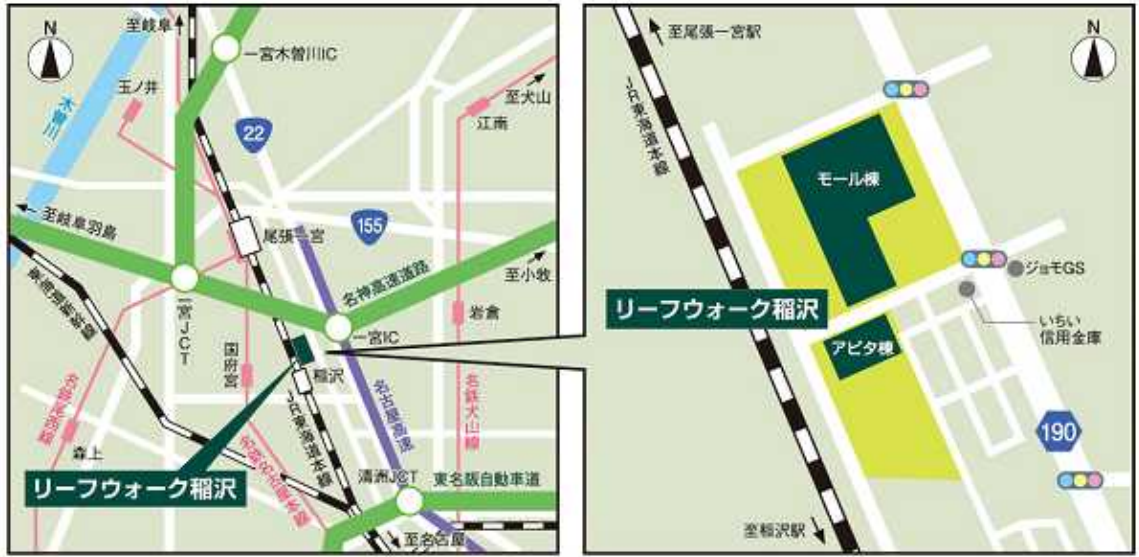 N
至岐阜
一宮木曽川IC
玉ノ井
木曽川
至犬山
江南
22
155
至岐阜羽島
尾張一宮
名神高速道路
至小牧
東海道新幹線
一宮JCT
岩倉
一宮IC
国府宮
稲沢
名鉄尾西線
JR東海道本線
名古屋高速
名鉄犬山線
森上
名鉄名古屋本線
リーフウォーク稲沢
清洲JCT
東名阪自動車道
至名古屋
N
至尾張一宮駅
JR東海道本線
モール棟
ジョモGS
リーフウォーク稲沢
いちい
信用金庫
アピタ棟
190
至稲沢駅